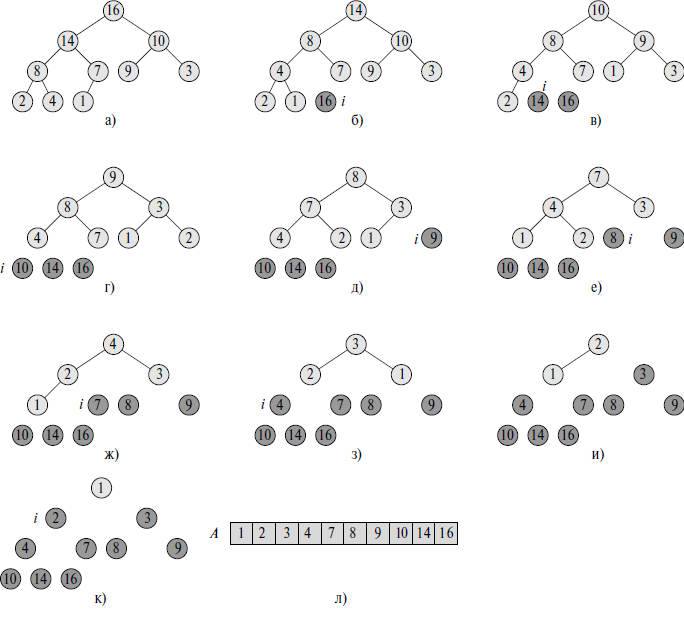 16 14 10
14 10 8 10 9
8 7 9 3 4 7 9 3 4 7 1 3
i
2 4 1 2 1 16 i 2 14 16
а) б) в)
9 8 7
8 3 7 3 4 3
4 7 1 2 4 2 1 i 9 1 2 8 i 9
i 10 14 16 10 14 16 10 14 16
г) д) е)
4 3 2
2 3 2 1 1 3
1 i 7 8 9 i 4 7 8 9 4 7 8 9
10 14 16 10 14 16 10 14 16
ж) з) и)
1
i 2 3
A 1 2 3 4 7 8 9 10 14 16
4 7 8 9
10 14 16
к) л)